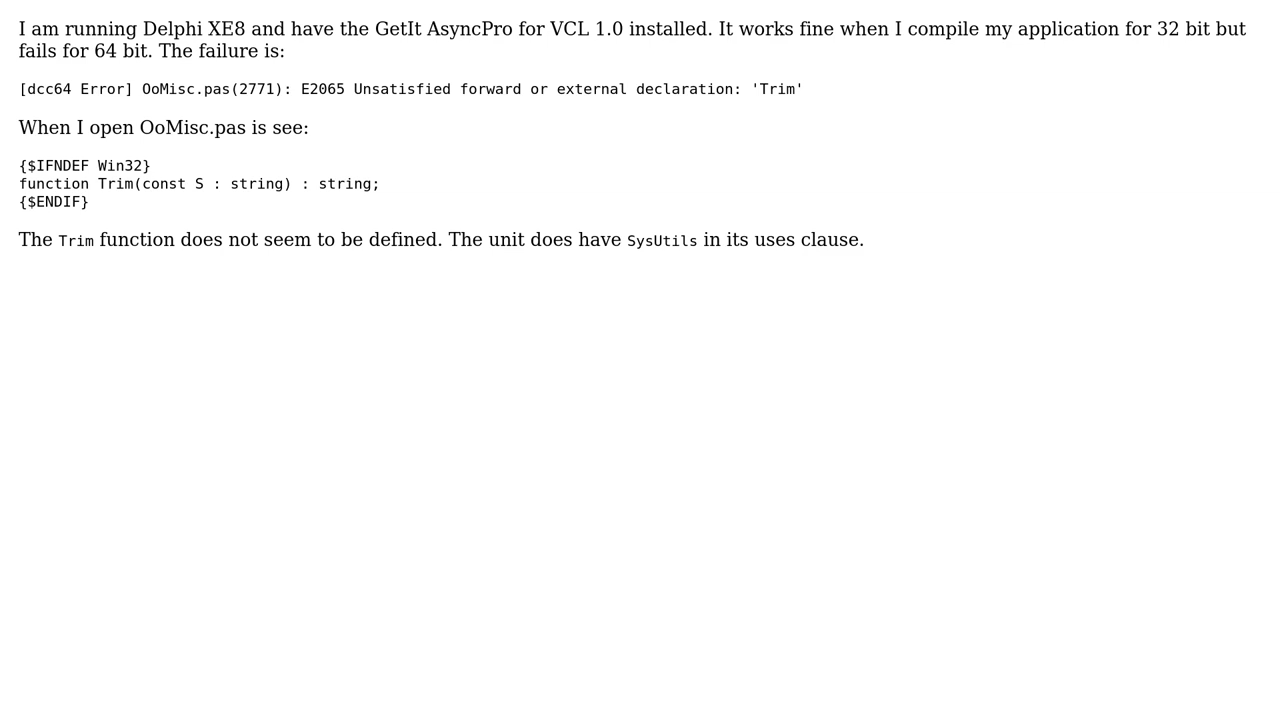 I am running Delphi XE8 and have the GetIt AsyncPro for VCL 1.0 installed. It works fine when I compile my application for 32 bit but
fails for 64 bit. The failure is:
[dcc64 Error] OoMisc.pas(2771): E2065 Unsatisfied forward or external declaration: 'Trim'
When I open OoMisc.pas is see:
{$IFNDEF Win32}
function Trim(const S : string) : string;
{$ENDIF}
The Trim function does not seem to be defined. The unit does have SysUtils in its uses clause.